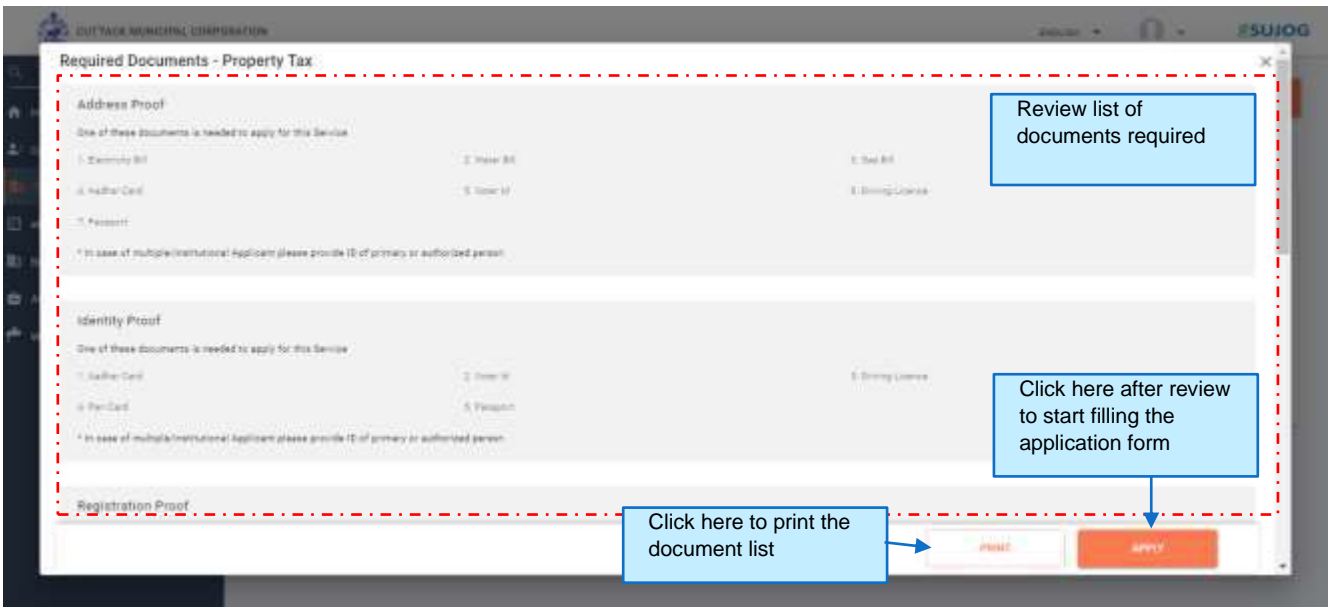 CUTTACK MUNICIPAL CORPORATION
ENGLISH
SUJOG
Required Documents - Property Tax
Address Proof
One of these documents is needed to apply for this Service
1. Electricity Bill 2. Water Bill 3. Gas Bill
4. Aadhar Card 5. Voter Id 6. Driving Licence
7. Passport
* In case of multiple/Institutional Applicant please provide ID of primary or authorized person
Identity Proof
One of these documents is needed to apply for this Service
1. Aadhar Card 2. Voter Id 3. Driving Licence
4. Pan Card 5. Passport
* In case of multiple/Institutional Applicant please provide ID of primary or authorized person
Registration Proof
Review list of
documents required
Click here after review
to start filling the
application form
Click here to print the
document list
PRINT
APPLY